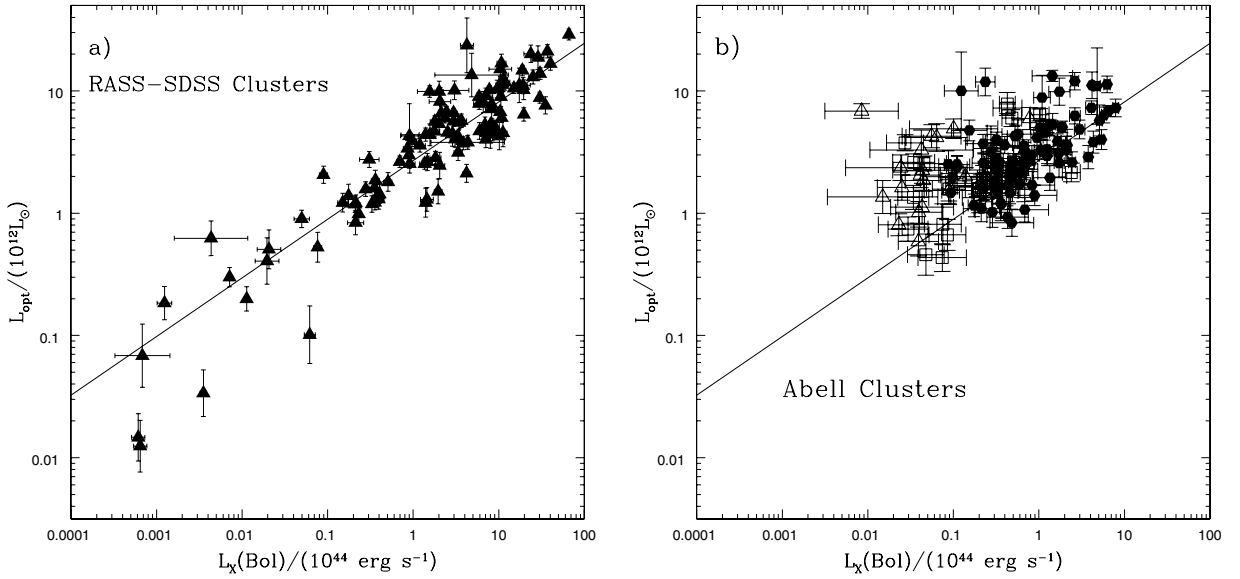 a)
RASS-SDSS Clusters
10
1
0.1
0.01
L_opt/(10^12 L_⊙)
0.0001 0.001 0.01 0.1 1 10 100
L_X(Bol)/(10^44 erg s^-1)
b)
Abell Clusters
10
1
0.1
0.01
L_opt/(10^12 L_⊙)
0.0001 0.001 0.01 0.1 1 10 100
L_X(Bol)/(10^44 erg s^-1)